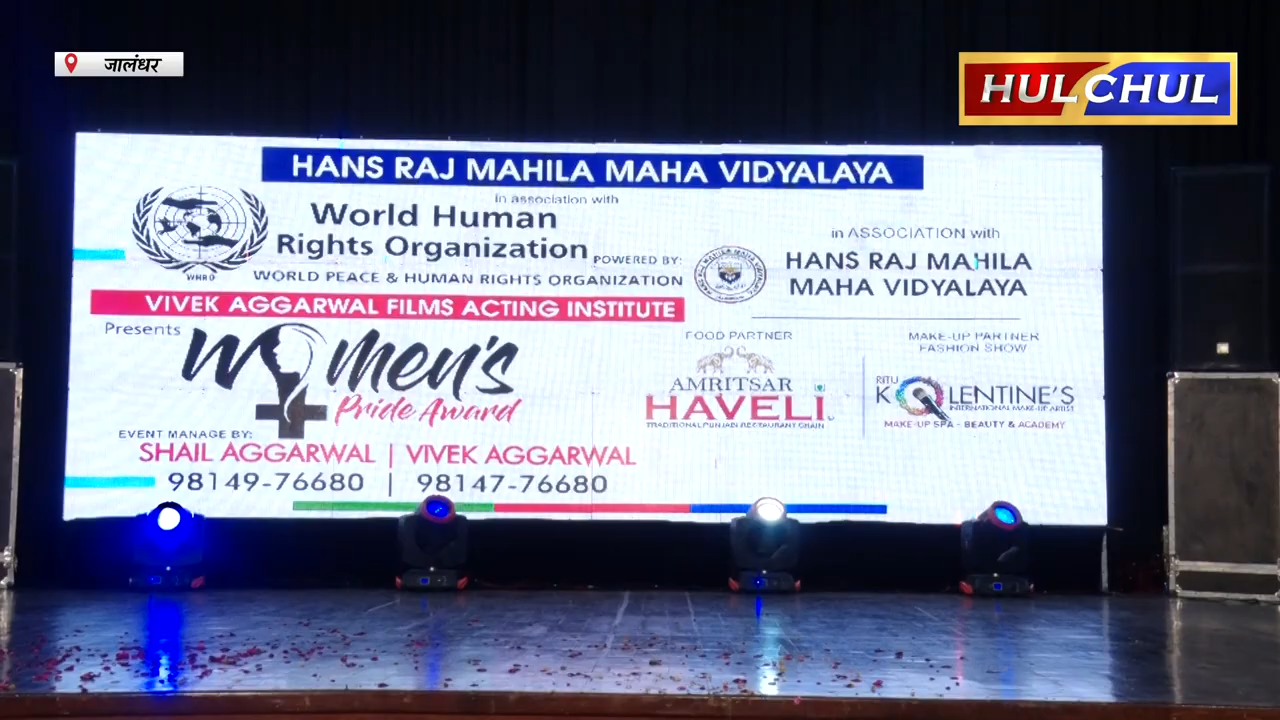 जालंधर
HULCHUL
HANS RAJ MAHILA MAHA VIDYALAYA
in association with
World Human
Rights Organization
WHRO
POWERED BY:
WORLD PEACE & HUMAN RIGHTS ORGANIZATION
VIVEK AGGARWAL FILMS ACTING INSTITUTE
Presents
women's
Pride Award
EVENT MANAGE BY:
SHAIL AGGARWAL | VIVEK AGGARWAL
98149-76680 | 98147-76680
in ASSOCIATION with
HANS RAJ MAHILA
MAHA VIDYALAYA
FOOD PARTNER
AMRITSAR
HAVELI
TRADITIONAL PUNJABI RESTAURANT CHAIN
MAKE-UP PARTNER
FASHION SHOW
RITU
KOLENTINE'S
INTERNATIONAL MAKE-UP ARTIST
MAKE-UP SPA - BEAUTY & ACADEMY